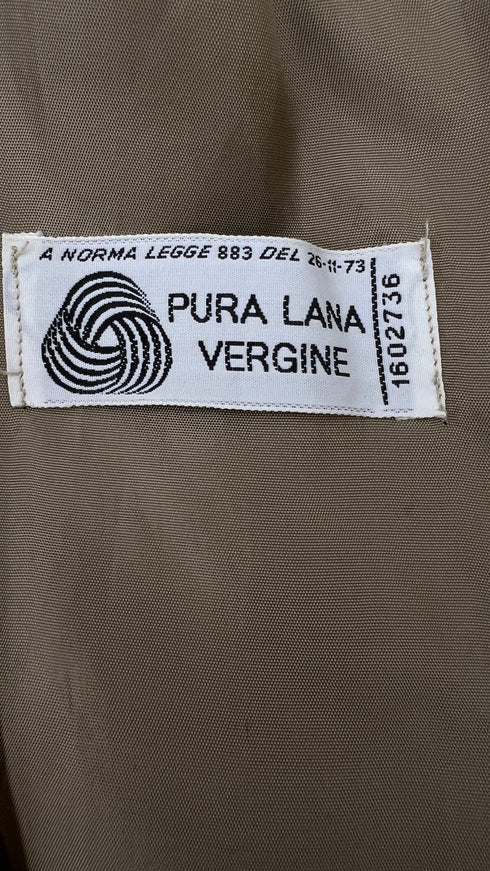 A NORMA LEGGE 883 DEL 26-11-73
PURA LANA
VERGINE
1602736